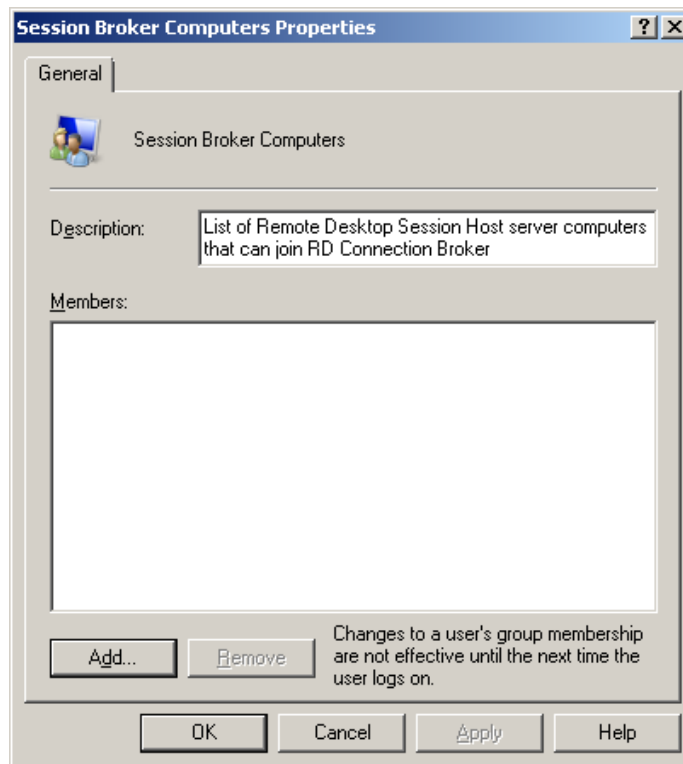 Session Broker Computers Properties
General
Session Broker Computers
Description:
List of Remote Desktop Session Host server computers
that can join RD Connection Broker
Members:
Add...
Remove
Changes to a user's group membership
are not effective until the next time the
user logs on.
OK
Cancel
Apply
Help